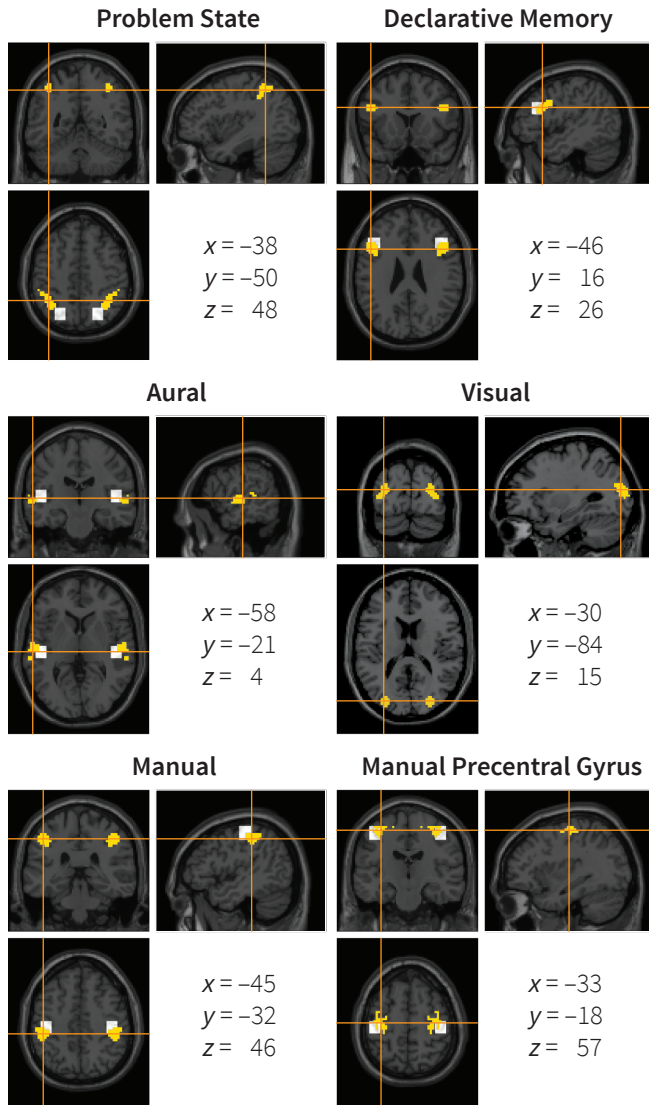 Problem State
Declarative Memory
x = –38
y = –50
z = 48
x = –46
y = 16
z = 26
Aural
Visual
x = –58
y = –21
z = 4
x = –30
y = –84
z = 15
Manual
Manual Precentral Gyrus
x = –45
y = –32
z = 46
x = –33
y = –18
z = 57